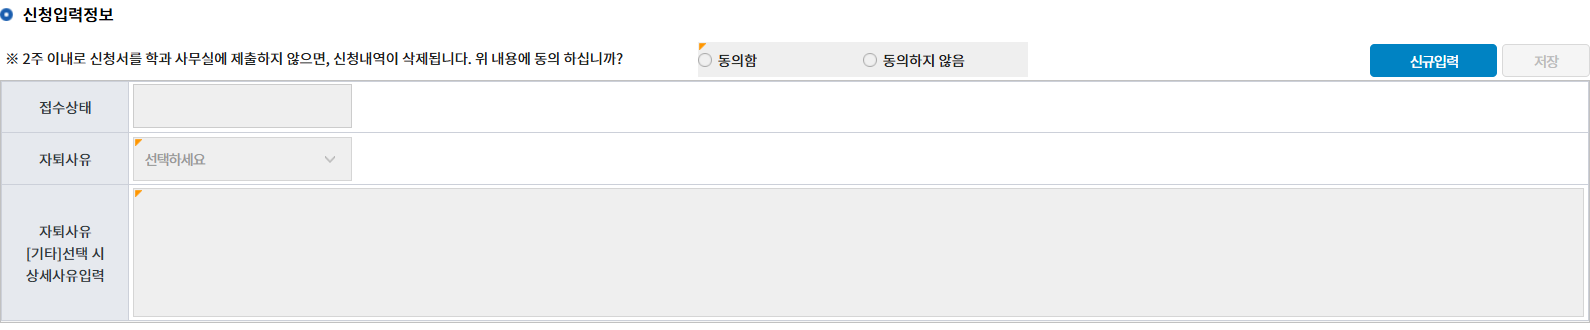 신청입력정보
※ 2주 이내로 신청서를 학과 사무실에 제출하지 않으면, 신청내역이 삭제됩니다. 위 내용에 동의 하십니까? 동의함 동의하지 않음 신규입력 저장
접수상태
자퇴사유 선택하세요
자퇴사유
[기타]선택 시
상세사유입력